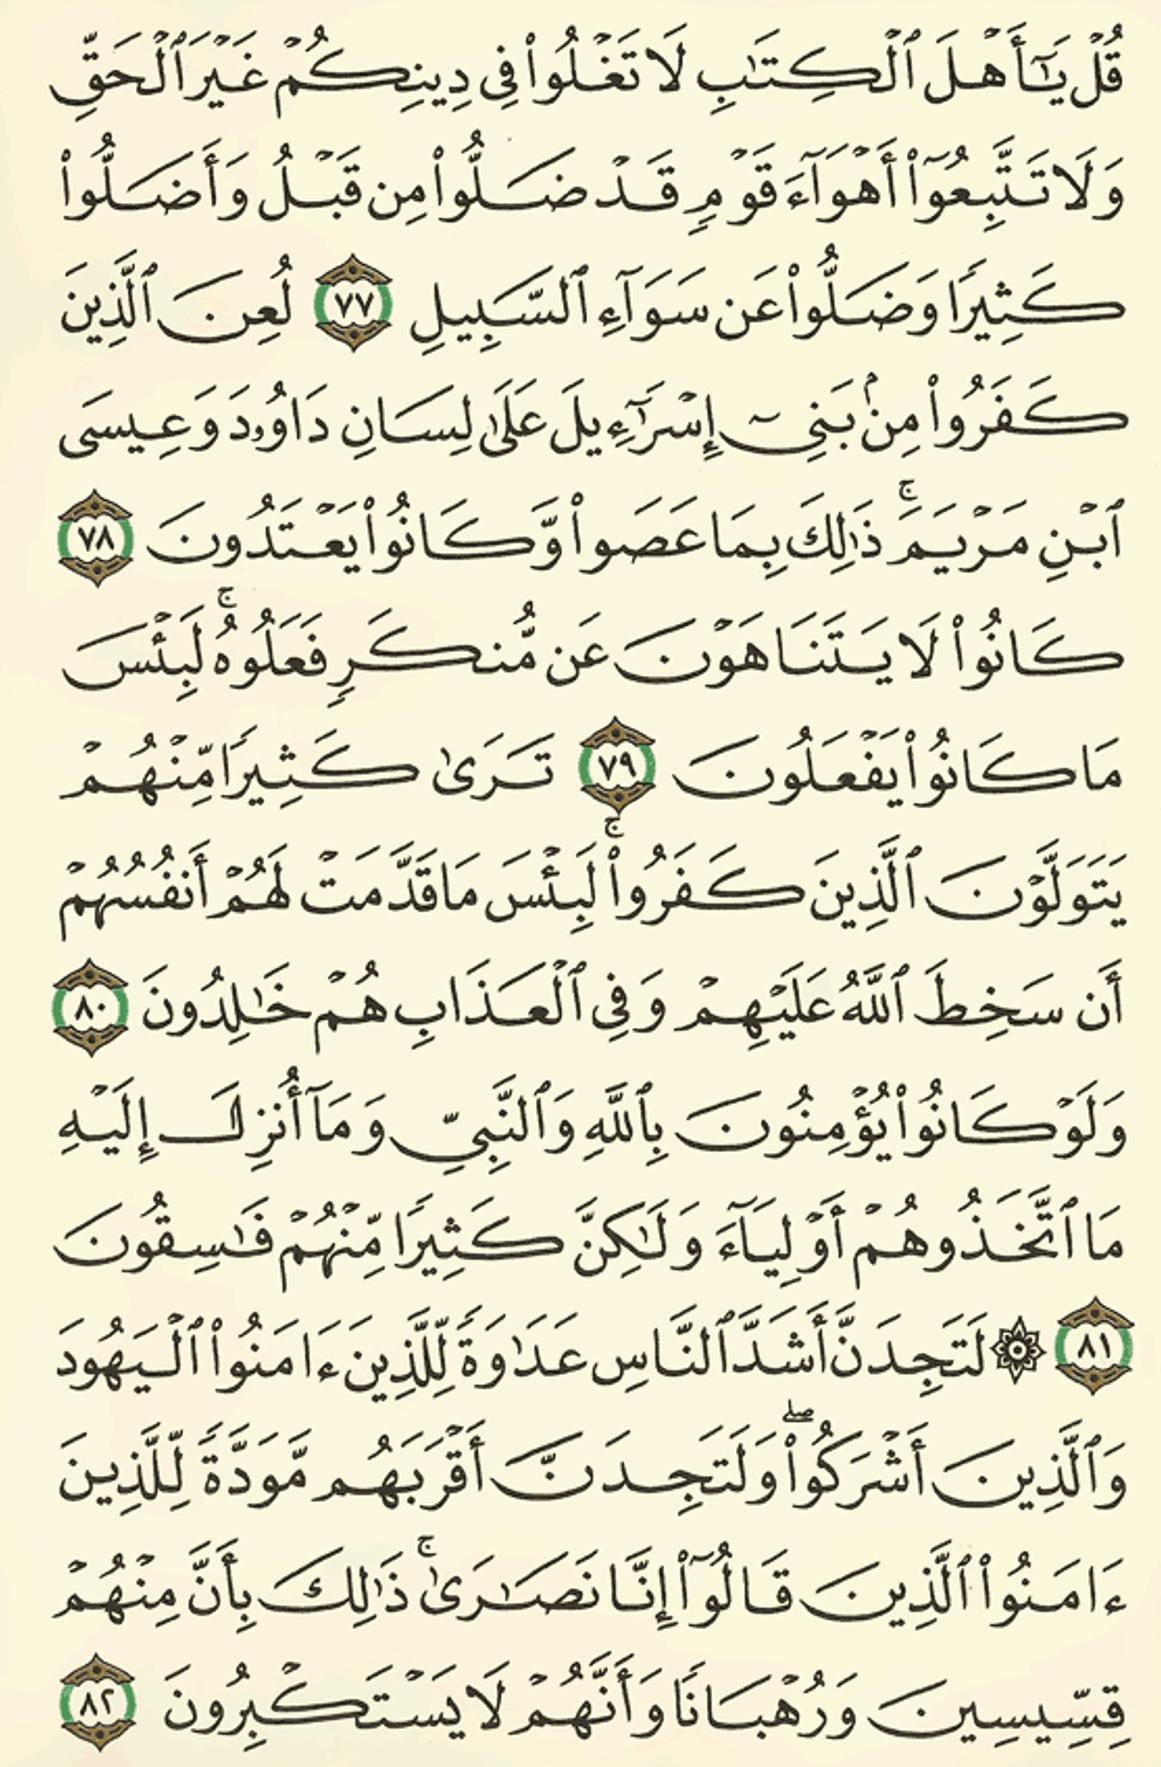 قُلْ يَٰٓأَهْلَ ٱلْكِتَٰبِ لَا تَغْلُوا۟ فِى دِينِكُمْ غَيْرَ ٱلْحَقِّ
وَلَا تَتَّبِعُوٓا۟ أَهْوَآءَ قَوْمٍ قَدْ ضَلُّوا۟ مِن قَبْلُ وَأَضَلُّوا۟
كَثِيرًا وَضَلُّوا۟ عَن سَوَآءِ ٱلسَّبِيلِ ٧٧ لُعِنَ ٱلَّذِينَ
كَفَرُوا۟ مِنۢ بَنِىٓ إِسْرَٰٓءِيلَ عَلَىٰ لِسَانِ دَاوُۥدَ وَعِيسَى
ٱبْنِ مَرْيَمَ ۚ ذَٰلِكَ بِمَا عَصَوا۟ وَّكَانُوا۟ يَعْتَدُونَ ٧٨
كَانُوا۟ لَا يَتَنَاهَوْنَ عَن مُّنكَرٍ فَعَلُوهُ ۚ لَبِئْسَ
مَا كَانُوا۟ يَفْعَلُونَ ٧٩ تَرَىٰ كَثِيرًا مِّنْهُمْ
يَتَوَلَّوْنَ ٱلَّذِينَ كَفَرُوا۟ ۚ لَبِئْسَ مَا قَدَّمَتْ لَهُمْ أَنفُسُهُمْ
أَن سَخِطَ ٱللَّهُ عَلَيْهِمْ وَفِى ٱلْعَذَابِ هُمْ خَٰلِدُونَ ٨٠
وَلَوْ كَانُوا۟ يُؤْمِنُونَ بِٱللَّهِ وَٱلنَّبِىِّ وَمَآ أُنزِلَ إِلَيْهِ
مَا ٱتَّخَذُوهُمْ أَوْلِيَآءَ وَلَٰكِنَّ كَثِيرًا مِّنْهُمْ فَٰسِقُونَ
٨١ ۞ لَتَجِدَنَّ أَشَدَّ ٱلنَّاسِ عَدَٰوَةً لِّلَّذِينَ ءَامَنُوا۟ ٱلْيَهُودَ
وَٱلَّذِينَ أَشْرَكُوا۟ ۖ وَلَتَجِدَنَّ أَقْرَبَهُم مَّوَدَّةً لِّلَّذِينَ
ءَامَنُوا۟ ٱلَّذِينَ قَالُوٓا۟ إِنَّا نَصَٰرَىٰ ۚ ذَٰلِكَ بِأَنَّ مِنْهُمْ
قِسِّيسِينَ وَرُهْبَانًا وَأَنَّهُمْ لَا يَسْتَكْبِرُونَ ٨٢